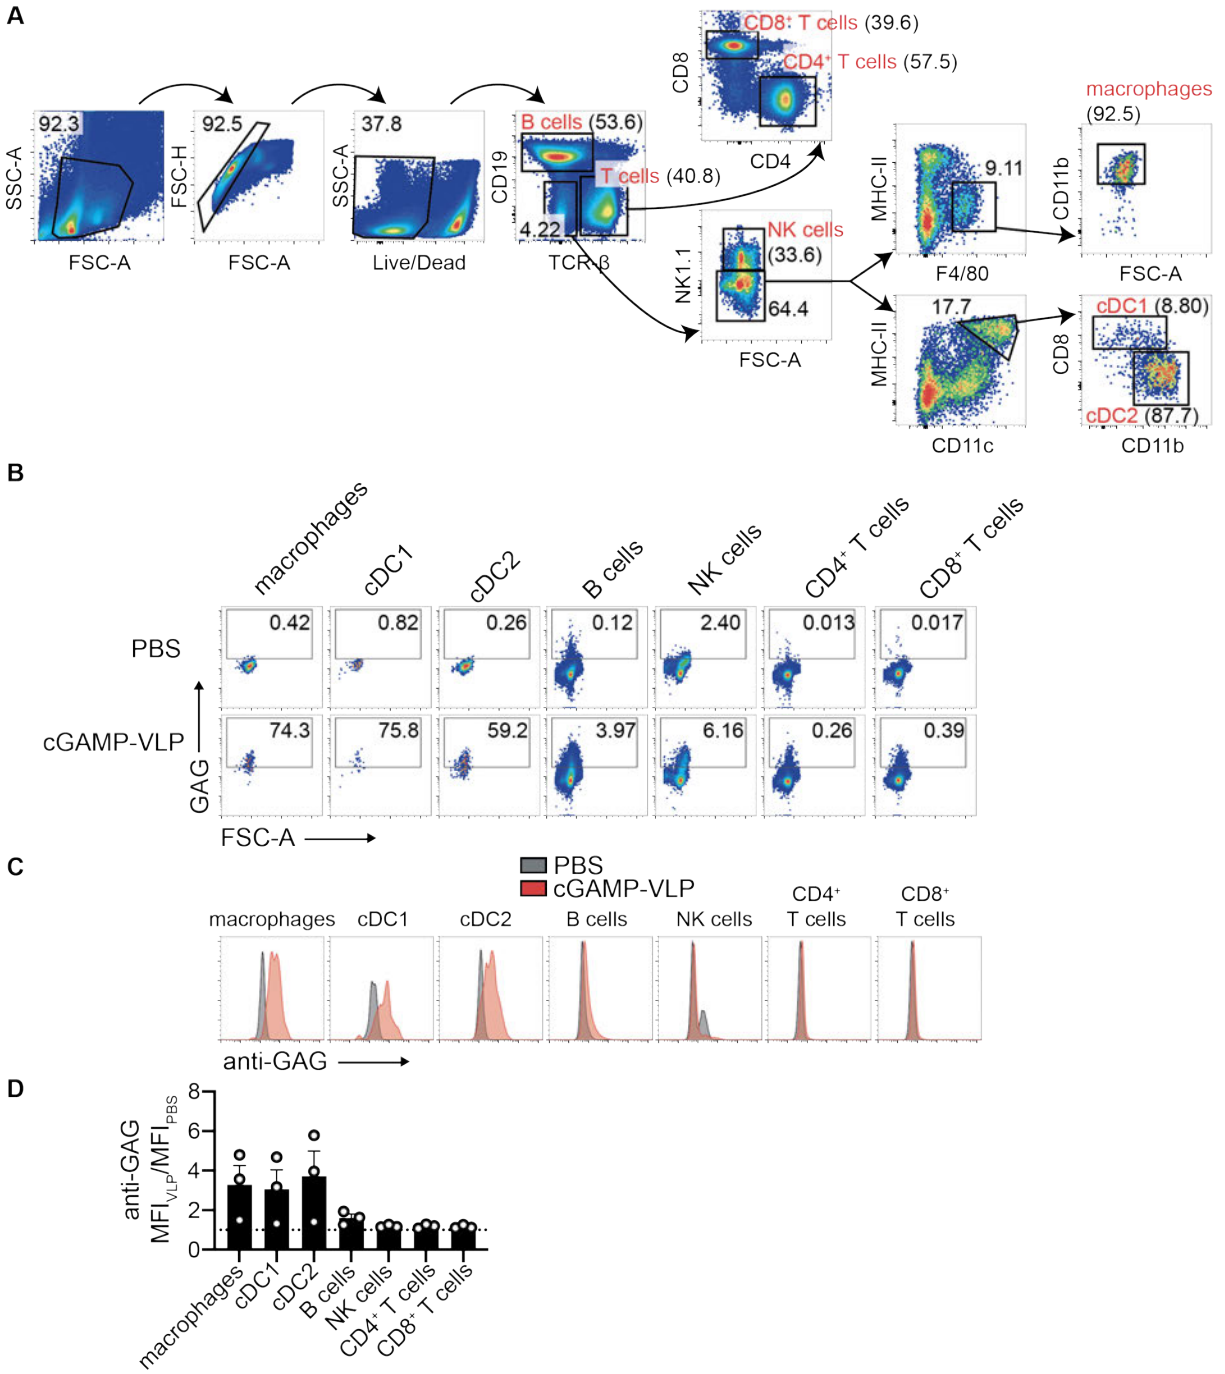 A
92.3
SSC-A
FSC-A
92.5
FSC-H
FSC-A
37.8
SSC-A
Live/Dead
B cells (53.6)
T cells (40.8)
4.22
CD19
TCR-β
CD8⁺ T cells (39.6)
CD4⁺ T cells (57.5)
CD8
CD4
NK cells
(33.6)
64.4
NK1.1
FSC-A
9.11
MHC-II
F4/80
macrophages
(92.5)
CD11b
FSC-A
17.7
MHC-II
CD11c
cDC1 (8.80)
CD8
cDC2 (87.7)
CD11b
B
macrophages
cDC1
cDC2
B cells
NK cells
CD4⁺ T cells
CD8⁺ T cells
PBS
0.42
0.82
0.26
0.12
2.40
0.013
0.017
cGAMP-VLP
74.3
75.8
59.2
3.97
6.16
0.26
0.39
GAG
FSC-A
C
PBS
cGAMP-VLP
macrophages
cDC1
cDC2
B cells
NK cells
CD4⁺
T cells
CD8⁺
T cells
anti-GAG
D
anti-GAG
MFI_VLP/MFI_PBS
8
6
4
2
0
macrophages
cDC1
cDC2
B cells
NK cells
CD4⁺ T cells
CD8⁺ T cells